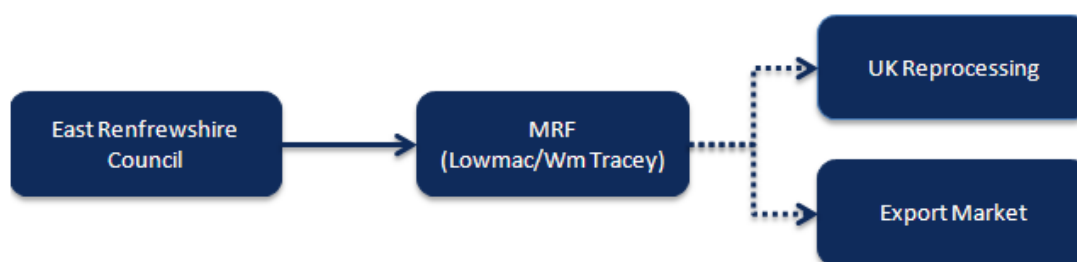 East Renfrewshire
Council
MRF
(Lowmac/Wm Tracey)
UK Reprocessing
Export Market